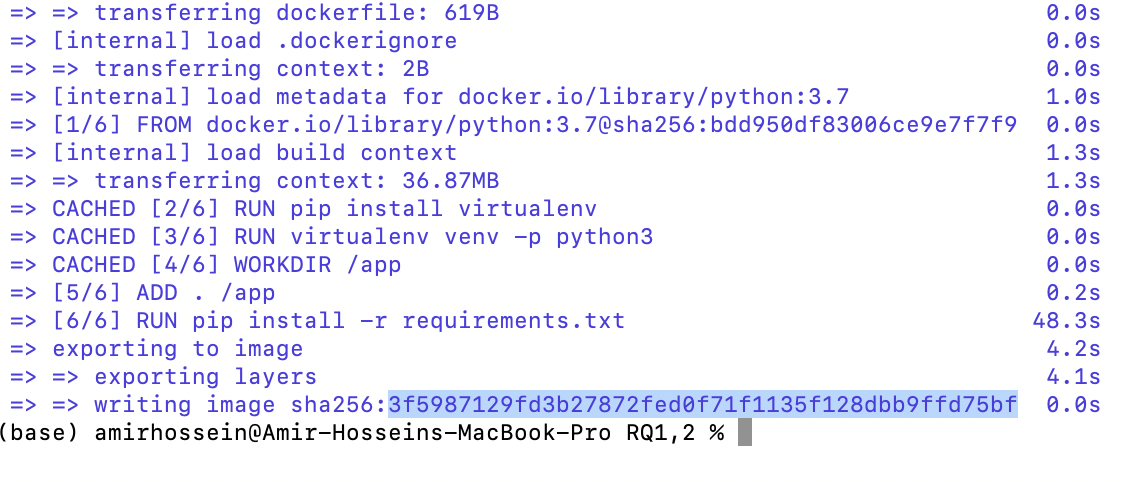 => => transferring dockerfile: 619B 0.0s
=> [internal] load .dockerignore 0.0s
=> => transferring context: 2B 0.0s
=> [internal] load metadata for docker.io/library/python:3.7 1.0s
=> [1/6] FROM docker.io/library/python:3.7@sha256:bdd950df83006ce9e7f7f9 0.0s
=> [internal] load build context 1.3s
=> => transferring context: 36.87MB 1.3s
=> CACHED [2/6] RUN pip install virtualenv 0.0s
=> CACHED [3/6] RUN virtualenv venv -p python3 0.0s
=> CACHED [4/6] WORKDIR /app 0.0s
=> [5/6] ADD . /app 0.2s
=> [6/6] RUN pip install -r requirements.txt 48.3s
=> exporting to image 4.2s
=> => exporting layers 4.1s
=> => writing image sha256:3f5987129fd3b27872fed0f71f1135f128dbb9ffd75bf 0.0s
(base) amirhossein@Amir-Hosseins-MacBook-Pro RQ1,2 %